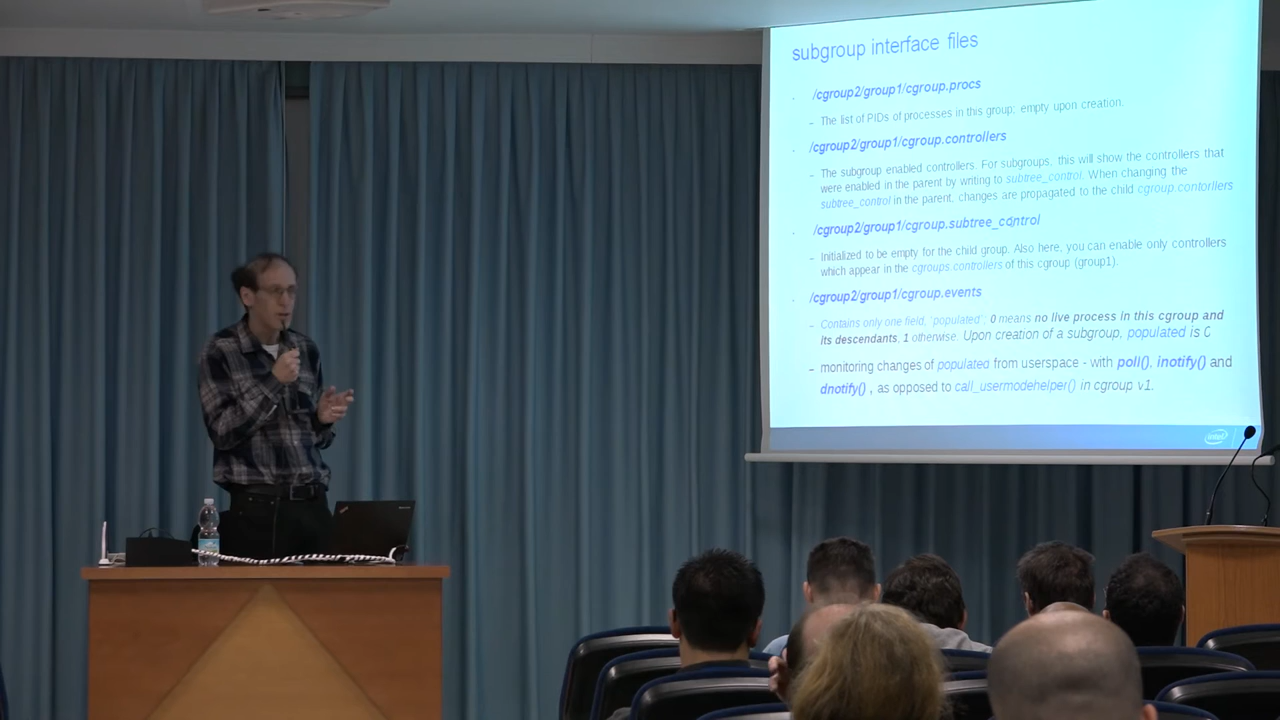 subgroup interface files
/cgroup2/group1/cgroup.procs
– The list of PIDs of processes in this group; empty upon creation.
/cgroup2/group1/cgroup.controllers
– The subgroup enabled controllers. For subgroups, this will show the controllers that
were enabled in the parent by writing to subtree_control. When changing the
subtree_control in the parent, changes are propagated to the child cgroup.contorllers
/cgroup2/group1/cgroup.subtree_control
– Initialized to be empty for the child group. Also here, you can enable only controllers
which appear in the cgroups.controllers of this cgroup (group1).
/cgroup2/group1/cgroup.events
– Contains only one field, 'populated'; 0 means no live process in this cgroup and
its descendants, 1 otherwise. Upon creation of a subgroup, populated is 0
– monitoring changes of populated from userspace - with poll(), inotify() and
dnotify() , as opposed to call_usermodehelper() in cgroup v1.
intel